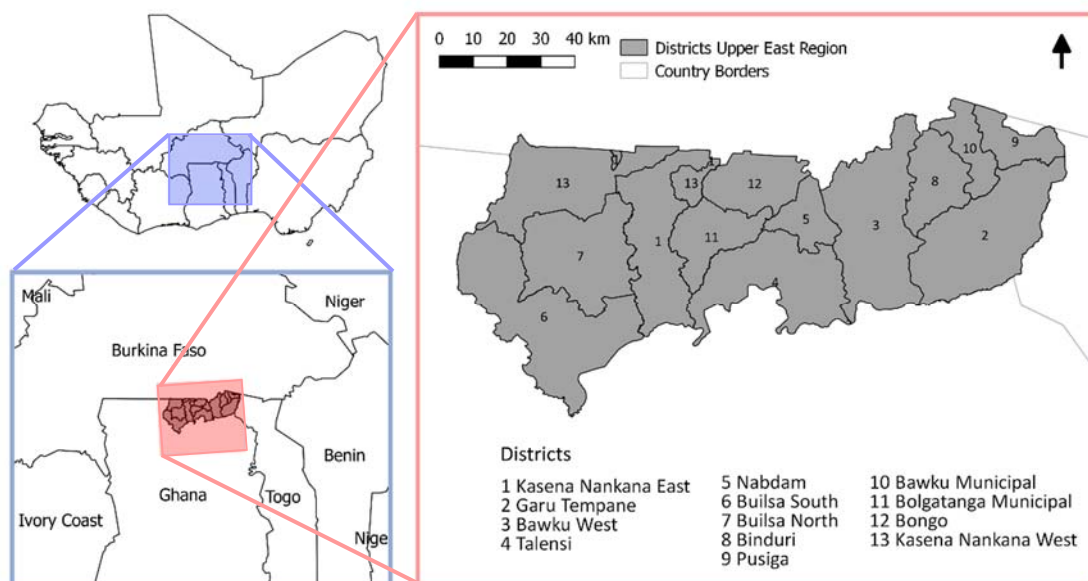 0 10 20 30 40 km
Districts Upper East Region
Country Borders
13
13
12
10
9
8
5
3
2
1
11
7
4
6
Mali
Niger
Burkina Faso
Benin
Ghana
Togo
Ivory Coast
Nige
Districts
1 Kasena Nankana East
2 Garu Tempane
3 Bawku West
4 Talensi
5 Nabdam
6 Builsa South
7 Builsa North
8 Binduri
9 Pusiga
10 Bawku Municipal
11 Bolgatanga Municipal
12 Bongo
13 Kasena Nankana West